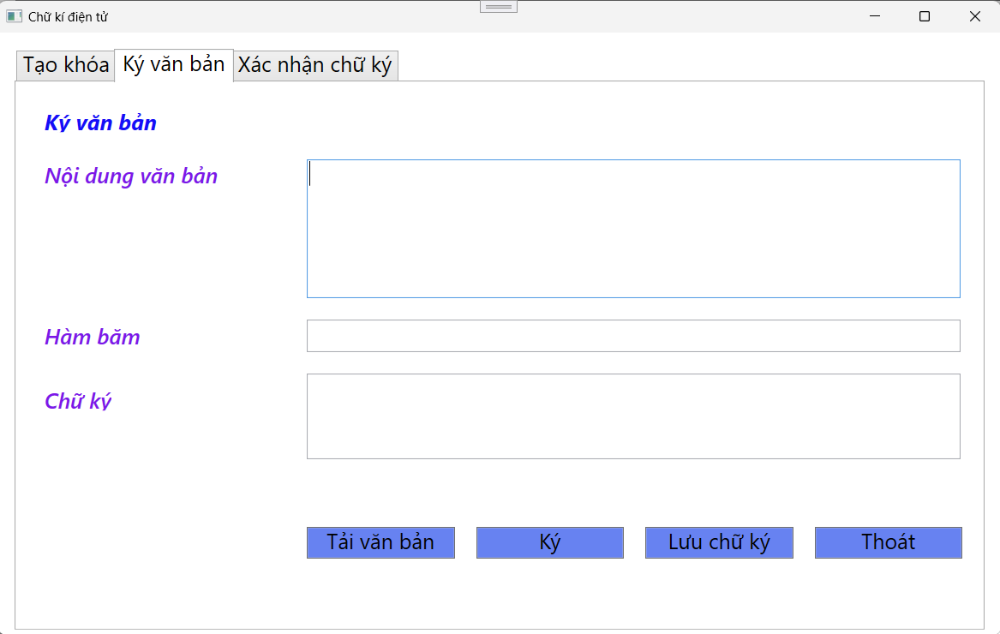 Chữ kí điện tử
Tạo khóa Ký văn bản Xác nhận chữ ký
Ký văn bản
Nội dung văn bản
Hàm băm
Chữ ký
Tải văn bản Ký Lưu chữ ký Thoát